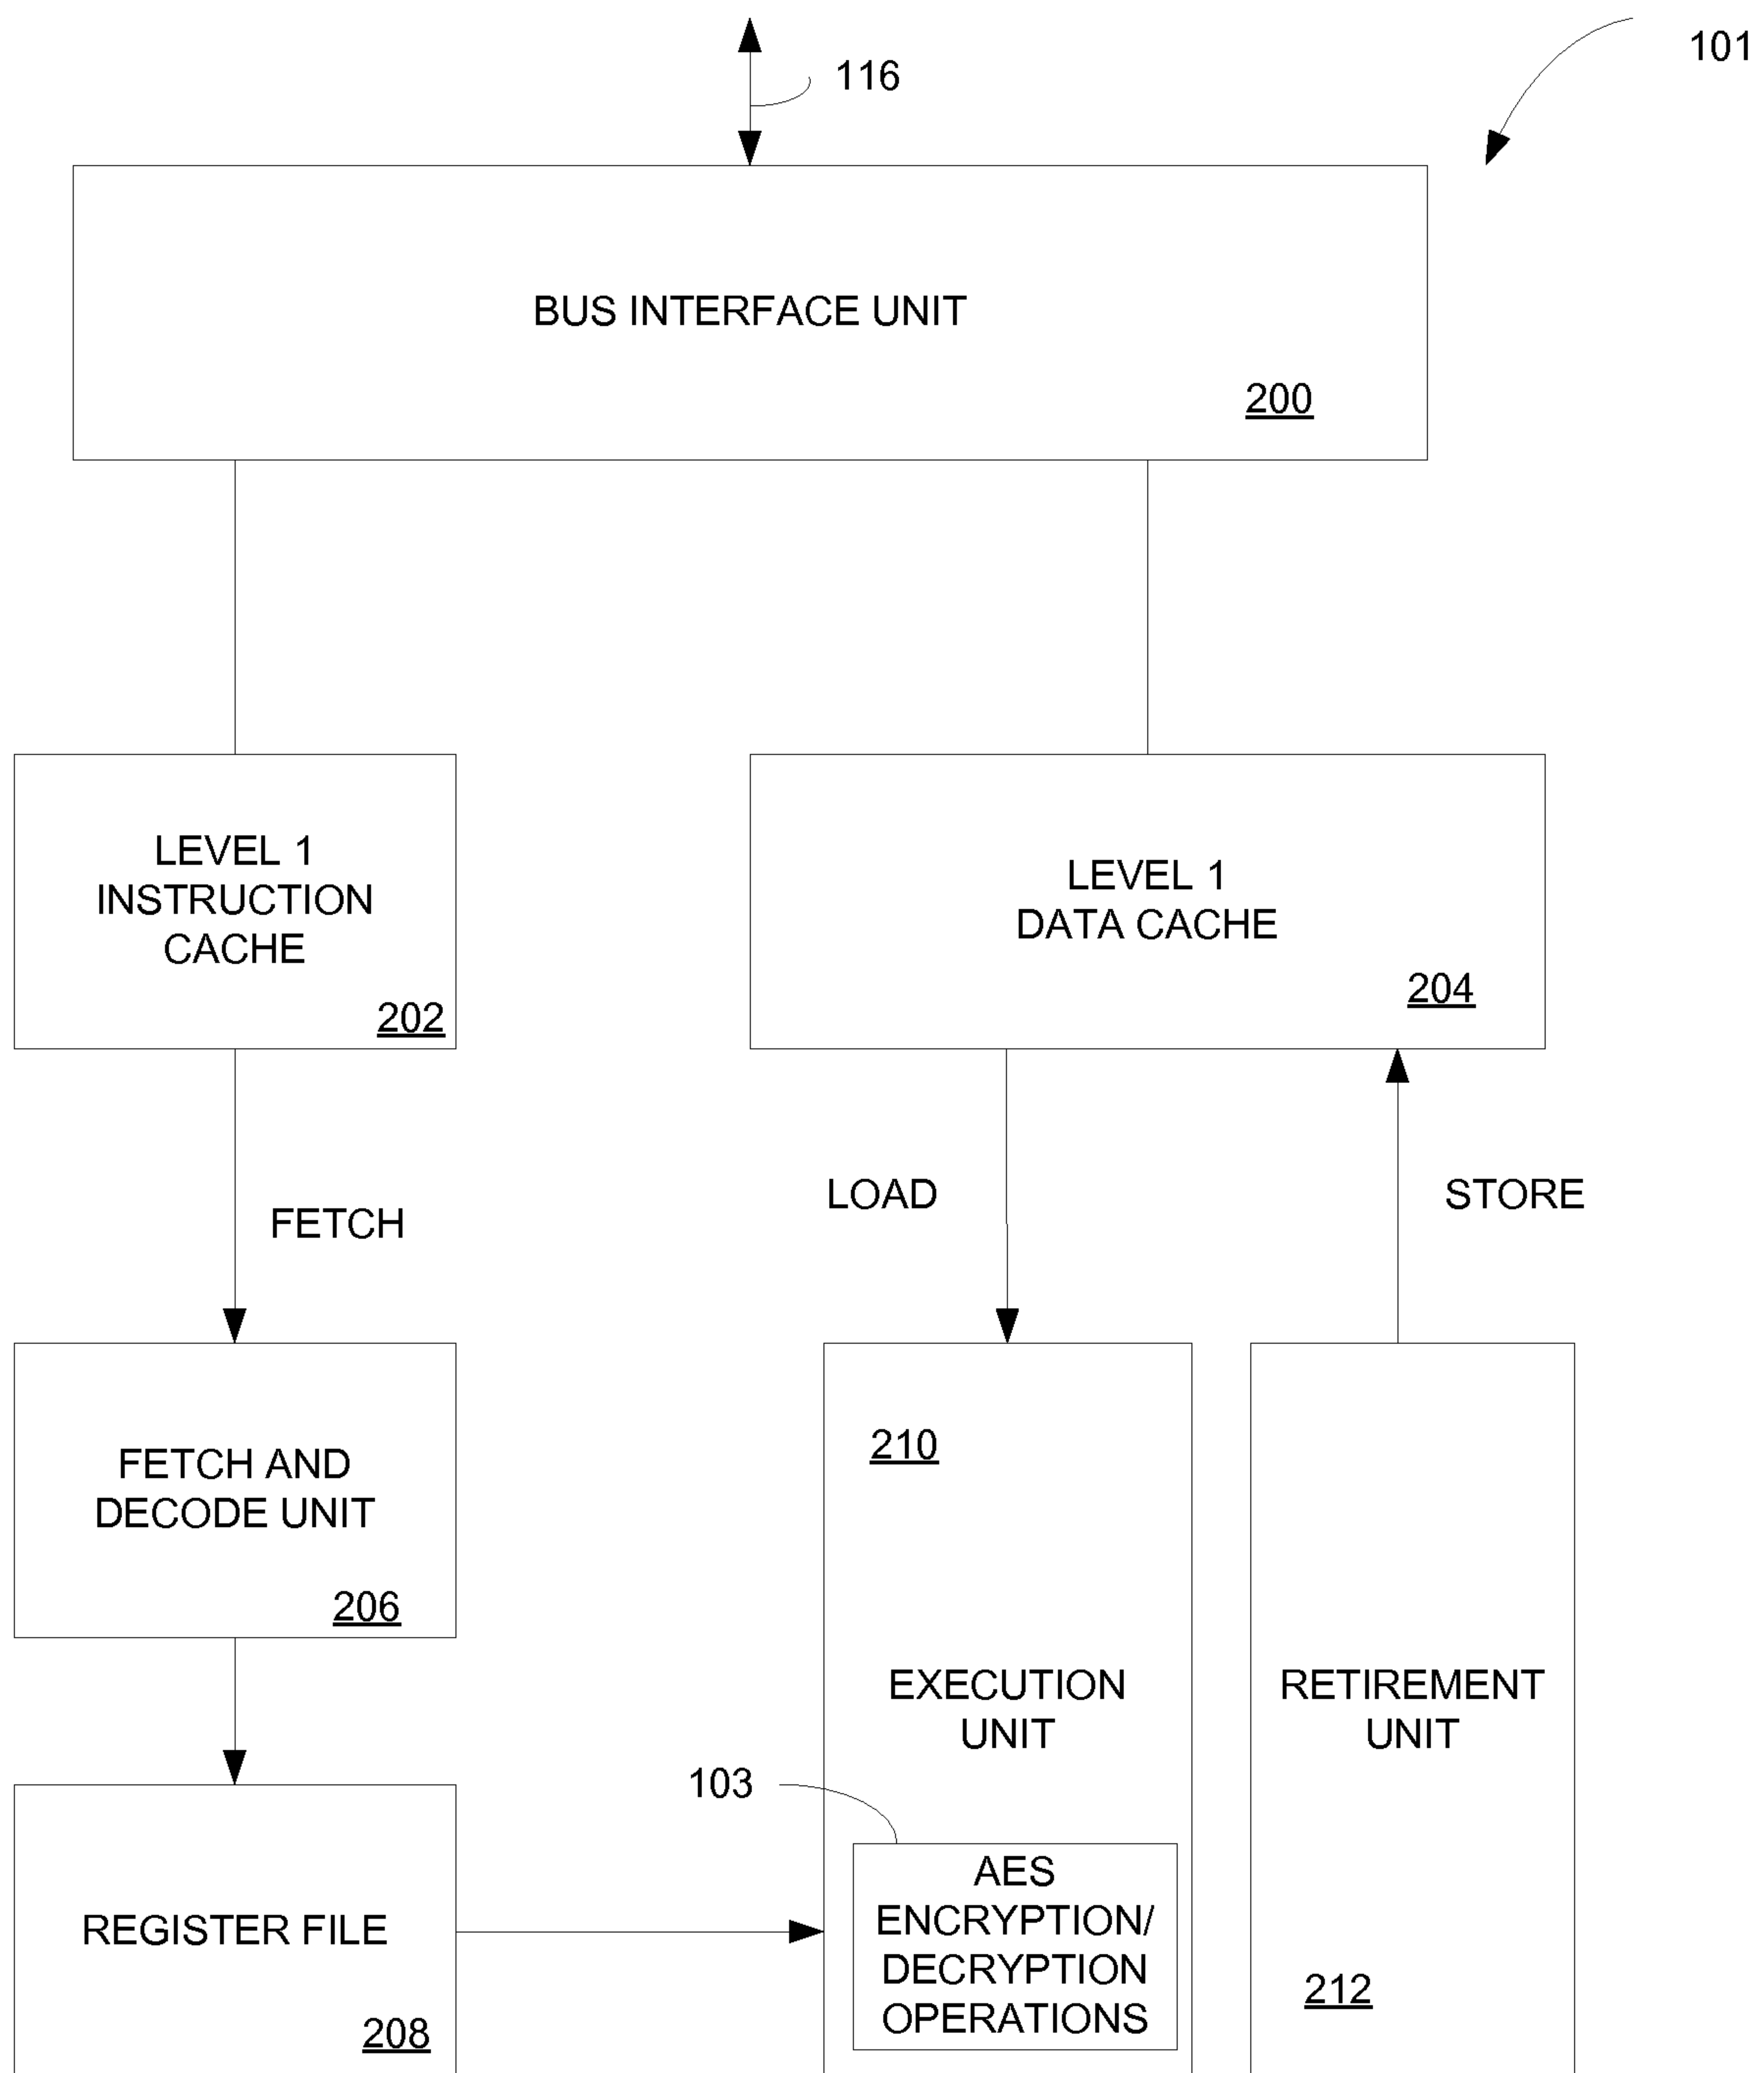 116
101
BUS INTERFACE UNIT
200
LEVEL 1
INSTRUCTION
CACHE
202
LEVEL 1
DATA CACHE
204
FETCH
LOAD
STORE
FETCH AND
DECODE UNIT
206
210
EXECUTION
UNIT
RETIREMENT
UNIT
103
AES
ENCRYPTION/
DECRYPTION
OPERATIONS
REGISTER FILE
208
212